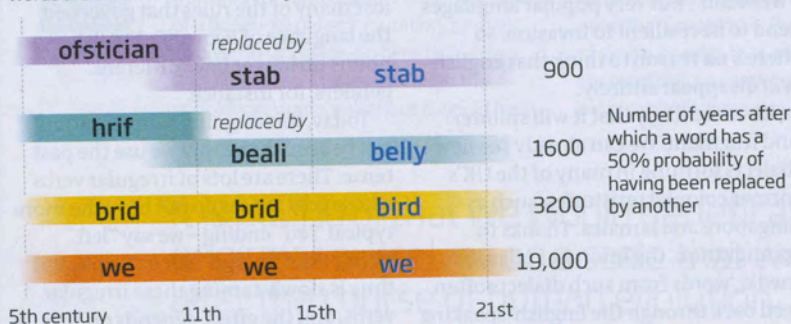 ofstician replaced by
stab stab 900
hrif replaced by
beali belly 1600
brid brid bird 3200
we we we 19,000
Number of years after
which a word has a
50% probability of
having been replaced
by another
5th century 11th 15th 21st